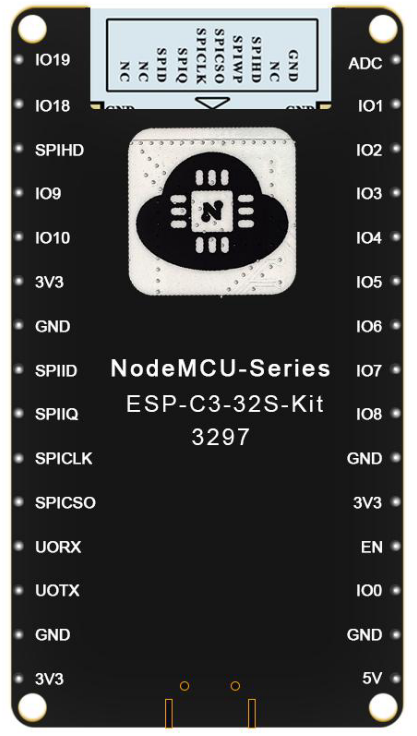 NC
NC
SPID
SPIQ
SPICLK
SPICSO
SPIWP
SPIHD
NC
GND
GND
GND
IO19
IO18
SPIHD
IO9
IO10
3V3
GND
SPIID
SPIIQ
SPICLK
SPICSO
UORX
UOTX
GND
3V3
NodeMCU-Series
ESP-C3-32S-Kit
3297
ADC
IO1
IO2
IO3
IO4
IO5
IO6
IO7
IO8
GND
3V3
EN
IO0
GND
5V